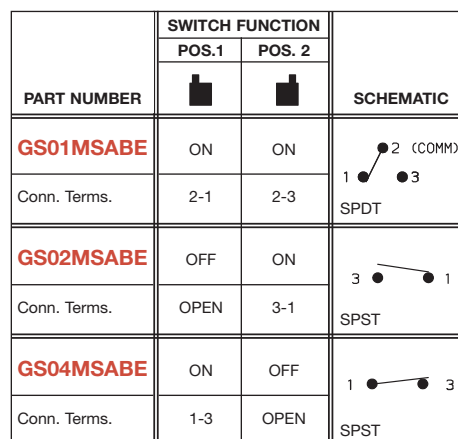 SWITCH FUNCTION
POS.1 POS. 2
PART NUMBER SCHEMATIC
GS01MSABE ON ON
2 (COMM)
1 3
Conn. Terms. 2-1 2-3
SPDT
GS02MSABE OFF ON
3 1
Conn. Terms. OPEN 3-1
SPST
GS04MSABE ON OFF
1 3
Conn. Terms. 1-3 OPEN
SPST